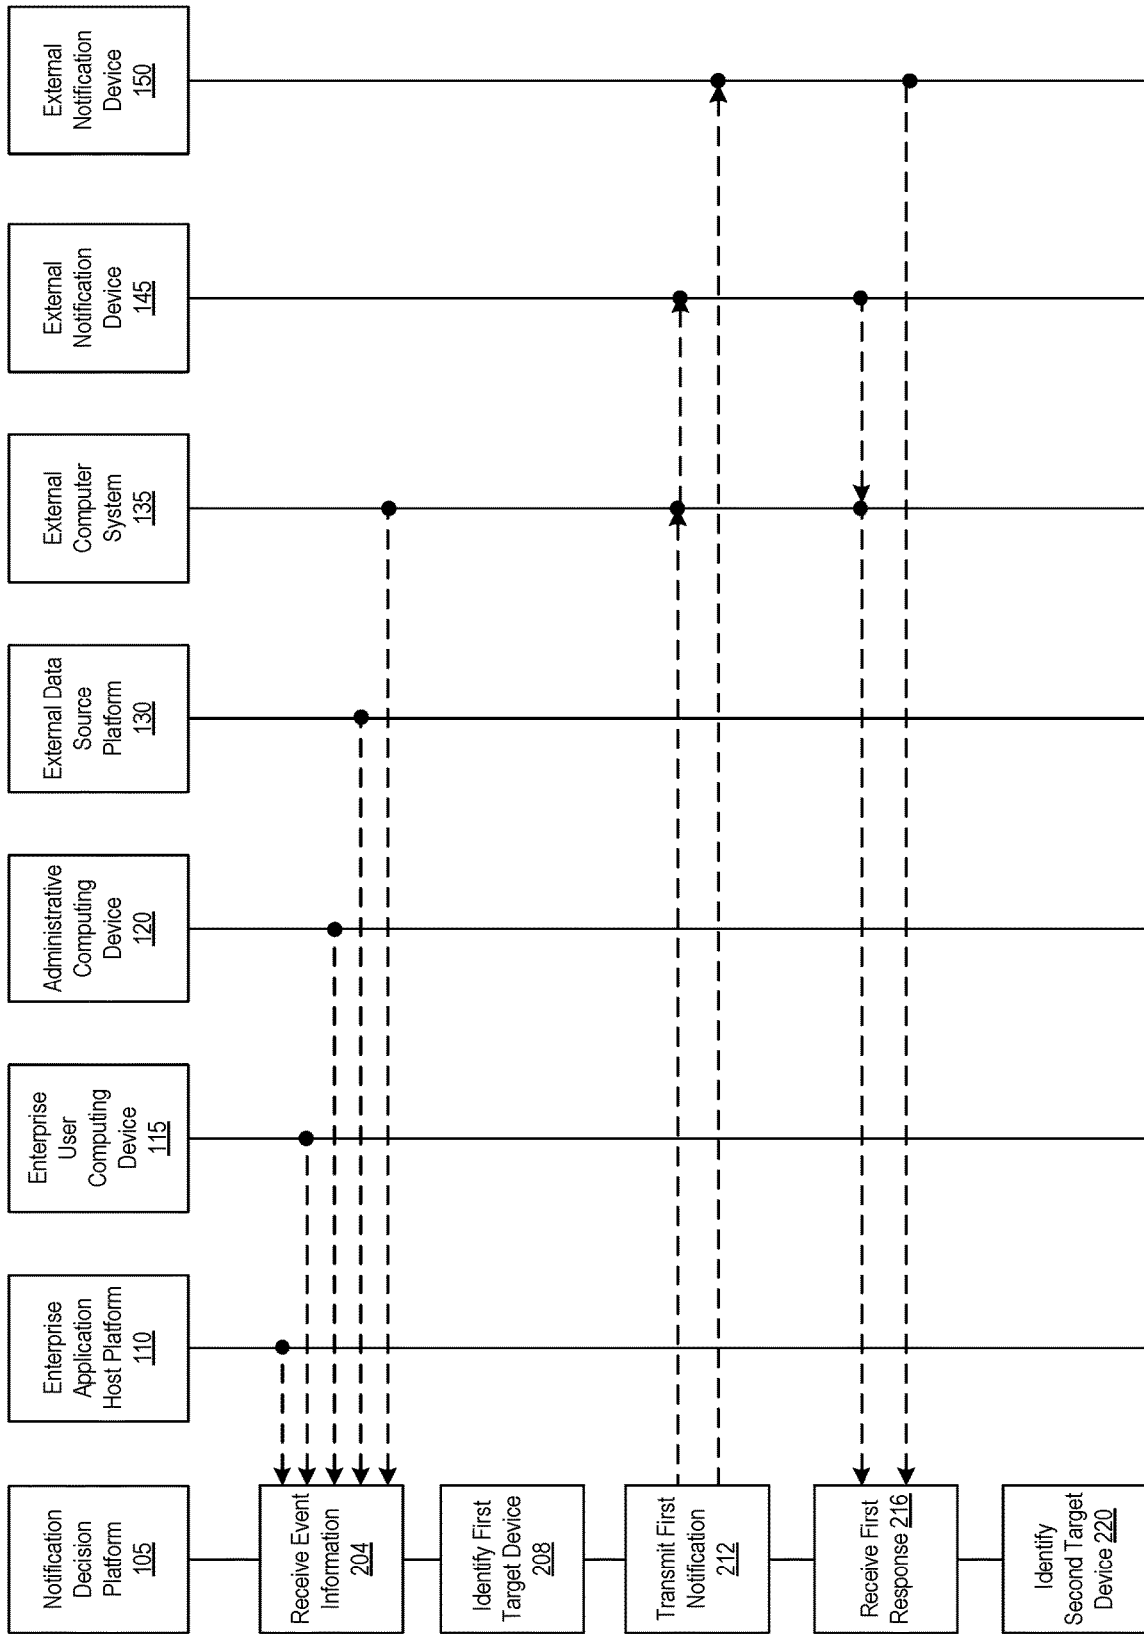 Notification
Decision
Platform
105
Enterprise
Application
Host Platform
110
Enterprise
User
Computing
Device
115
Administrative
Computing
Device
120
External Data
Source
Platform
130
External
Computer
System
135
External
Notification
Device
145
External
Notification
Device
150
Receive Event
Information
204
Identify First
Target Device
208
Transmit First
Notification
212
Receive First
Response 216
Identify
Second Target
Device 220